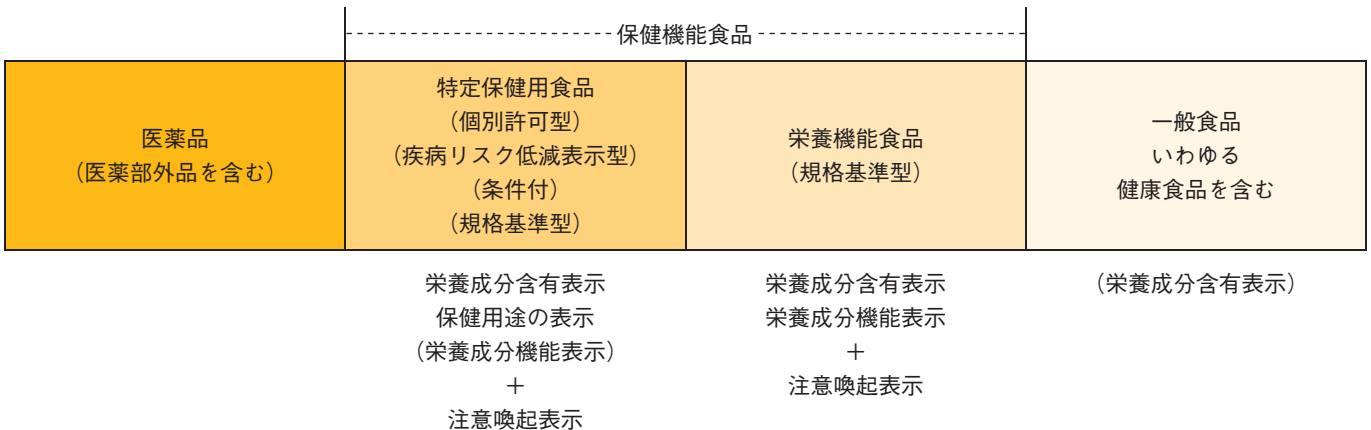 保健機能食品
医薬品
（医薬部外品を含む）
特定保健用食品
（個別許可型）
（疾病リスク低減表示型）
（条件付）
（規格基準型）
栄養機能食品
（規格基準型）
一般食品
いわゆる
健康食品を含む
栄養成分含有表示
保健用途の表示
（栄養成分機能表示）
＋
注意喚起表示
栄養成分含有表示
栄養成分機能表示
＋
注意喚起表示
（栄養成分含有表示）